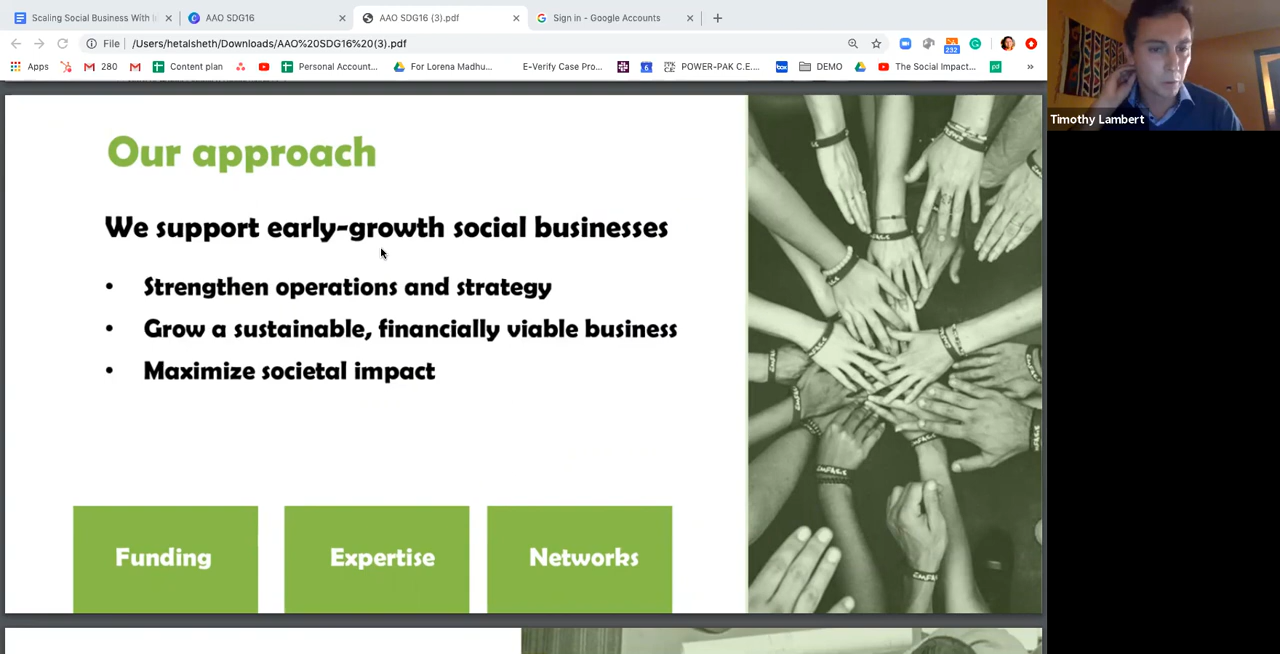 Scaling Social Business With
AAO SDG16
AAO SDG16 (3).pdf
Sign in - Google Accounts
File
/Users/hetalsheth/Downloads/AAO%20SDG16%20(3).pdf
232
Apps
280
Content plan
Personal Account...
For Lorena Madhu...
E-Verify Case Pro...
6
POWER-PAK C.E....
box
DEMO
The Social Impact...
»
Timothy Lambert
Our approach
We support early-growth social businesses
• Strengthen operations and strategy
• Grow a sustainable, financially viable business
• Maximize societal impact
Funding
Expertise
Networks